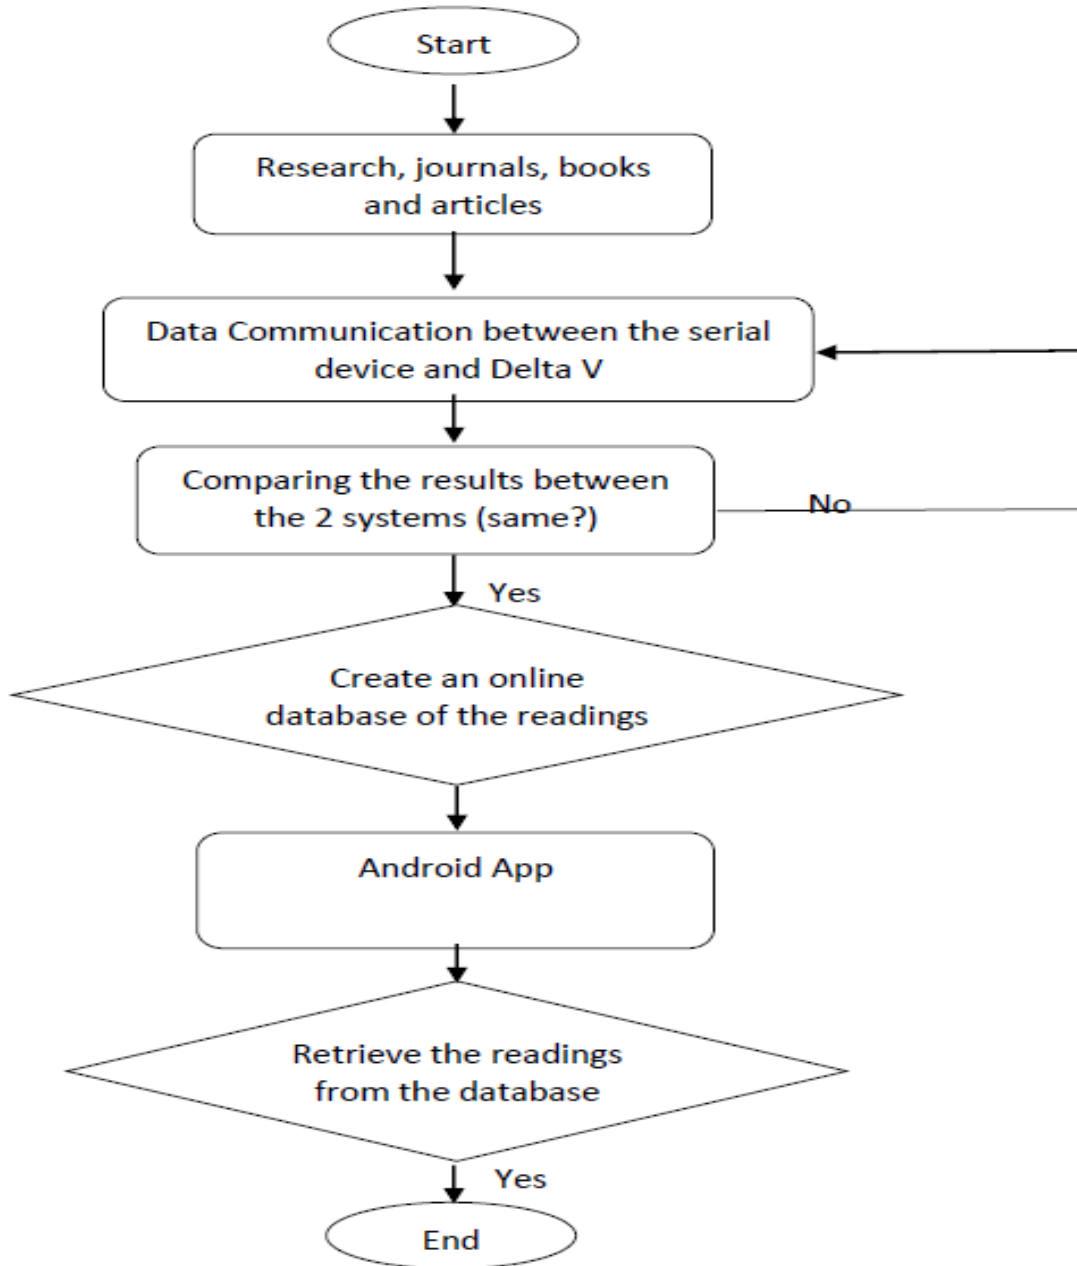 Start
Research, journals, books
and articles
Data Communication between the serial
device and Delta V
Comparing the results between
the 2 systems (same?)
No
Yes
Create an online
database of the readings
Android App
Retrieve the readings
from the database
Yes
End